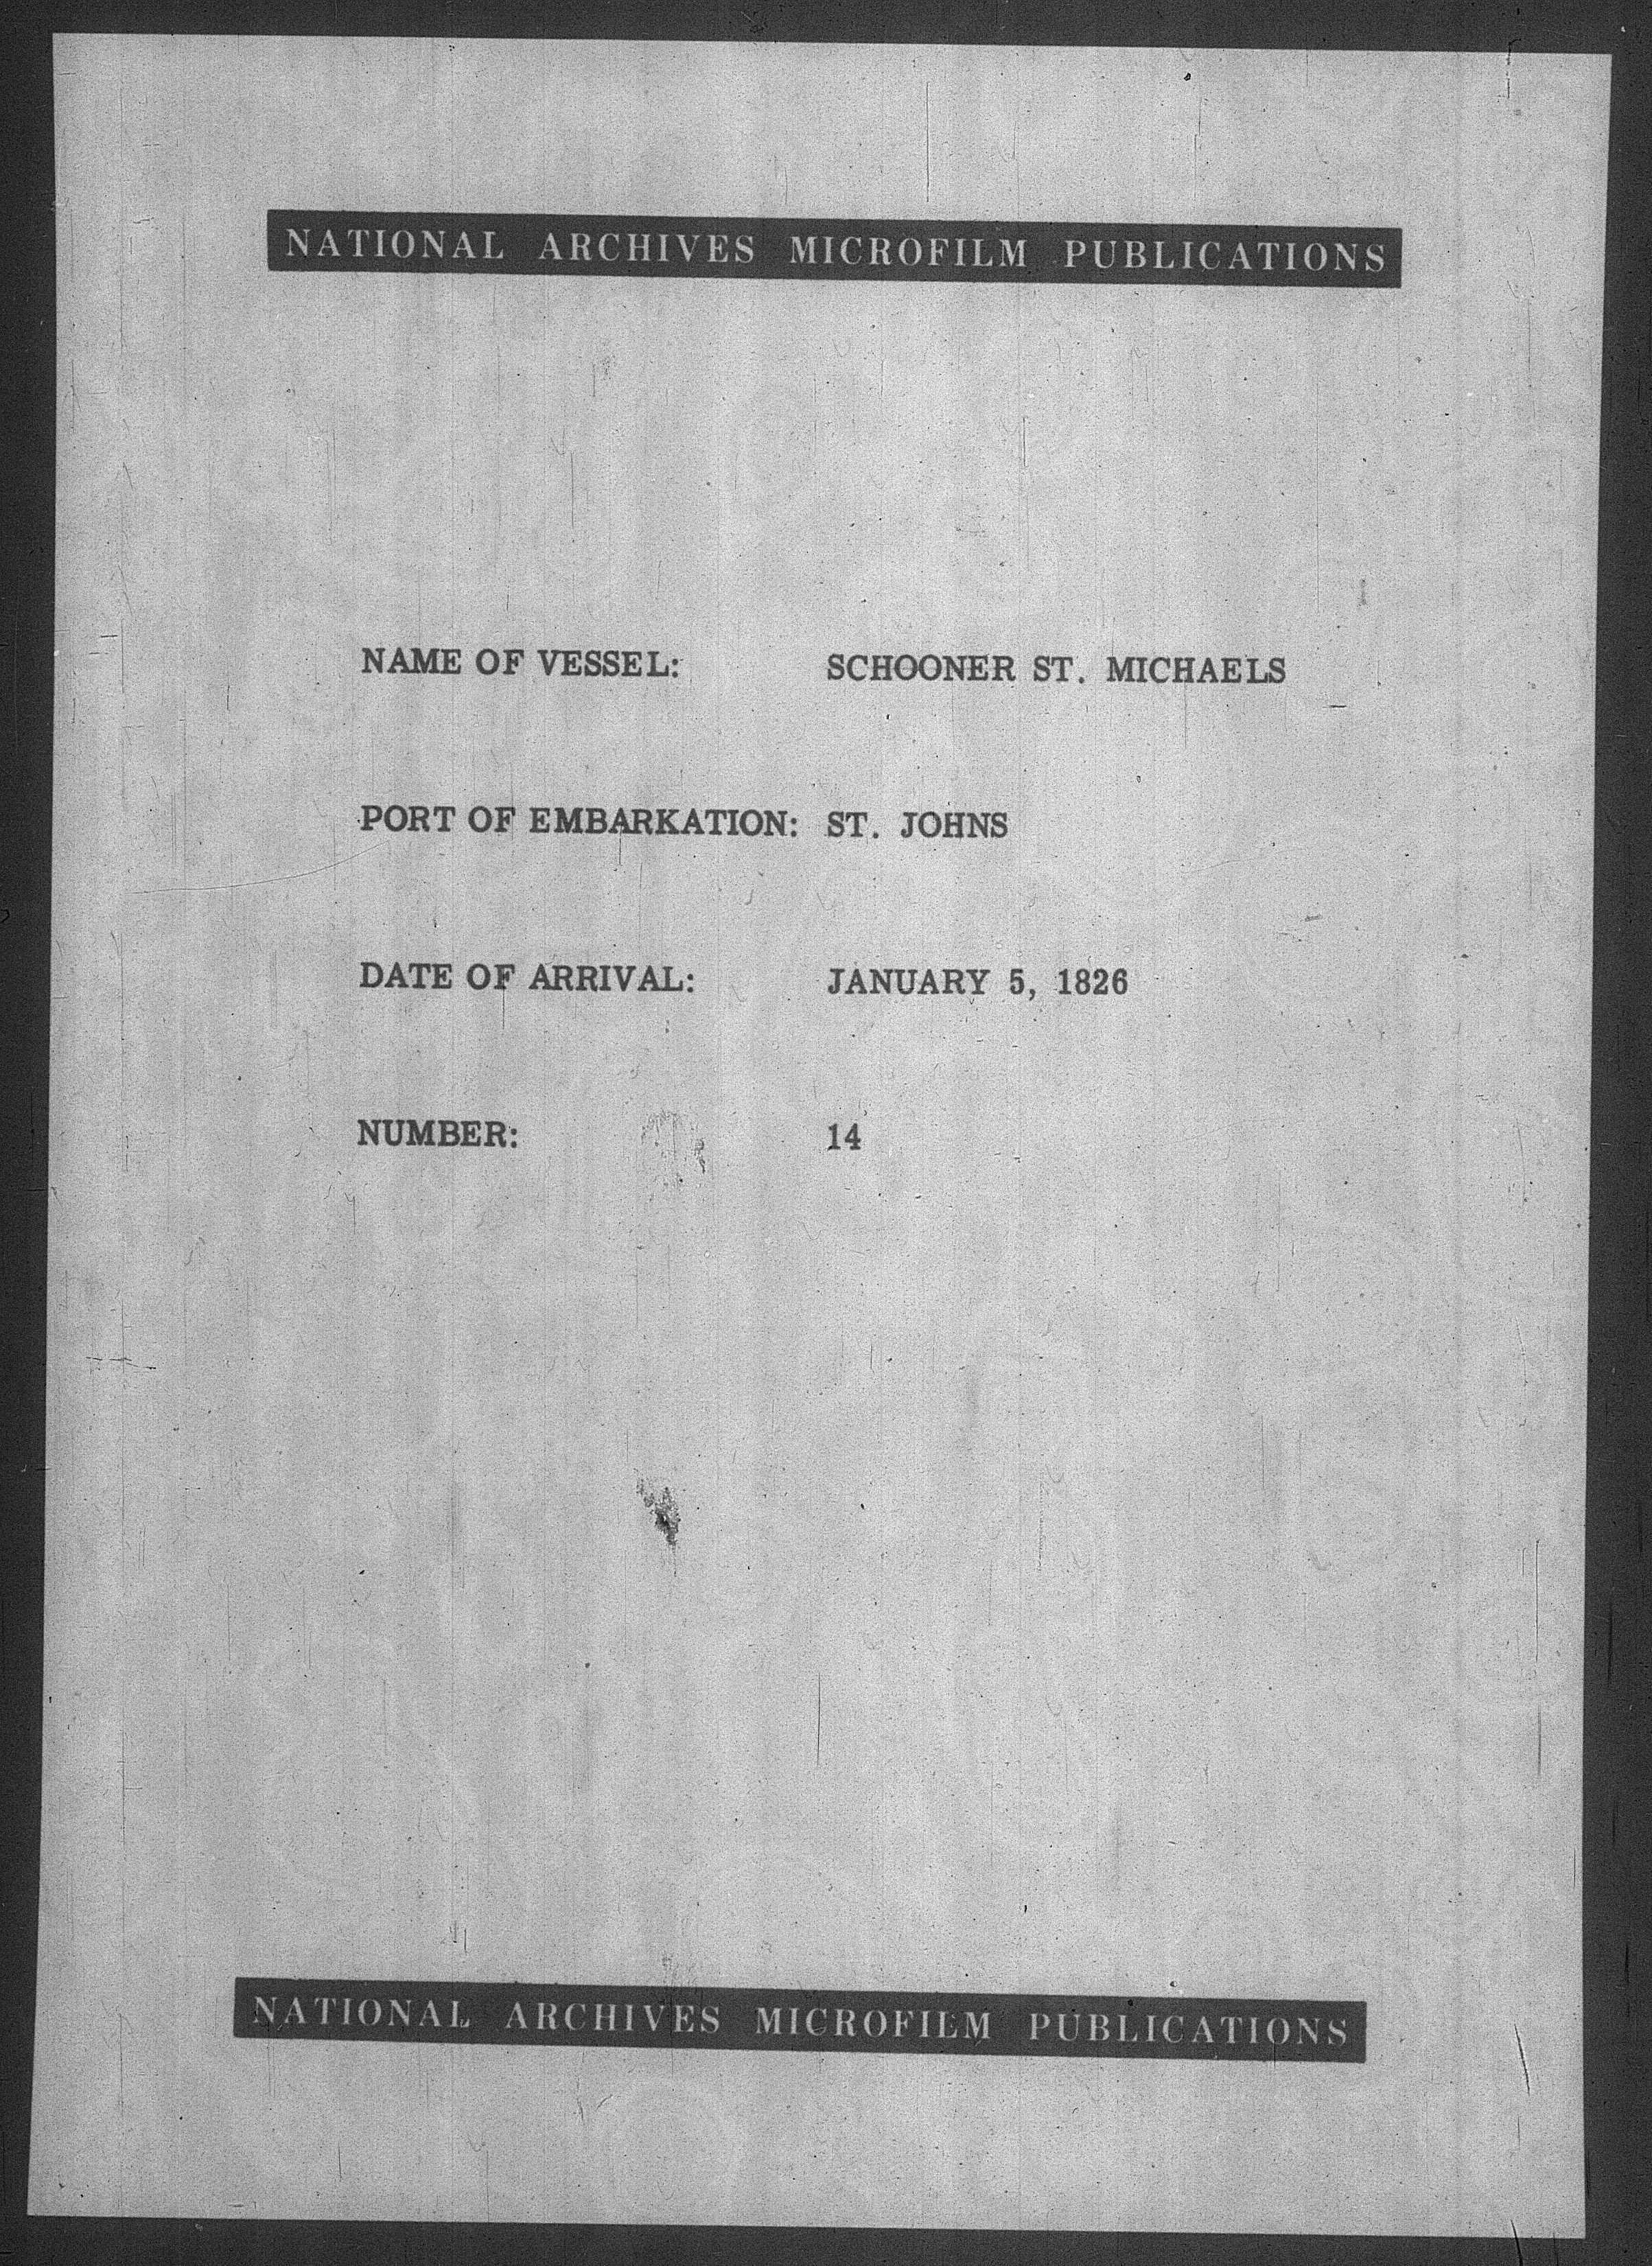 NATIONAL ARCHIVES MICROFILM PUBLICATIONS
NAME OF VESSEL: SCHOONER ST. MICHAELS
PORT OF EMBARKATION: ST. JOHNS
DATE OF ARRIVAL: JANUARY 5, 1826
NUMBER: 14
NATIONAL ARCHIVES MICROFILM PUBLICATIONS